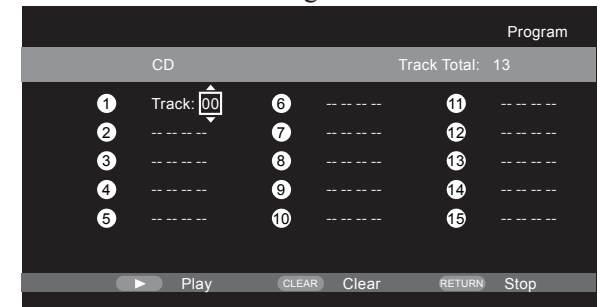 Program
CD Track Total: 13
1 Track: 00 6 -- -- -- -- 11 -- -- -- --
2 -- -- -- -- 7 -- -- -- -- 12 -- -- -- --
3 -- -- -- -- 8 -- -- -- -- 13 -- -- -- --
4 -- -- -- -- 9 -- -- -- -- 14 -- -- -- --
5 -- -- -- -- 10 -- -- -- -- 15 -- -- -- --
Play CLEAR Clear RETURN Stop